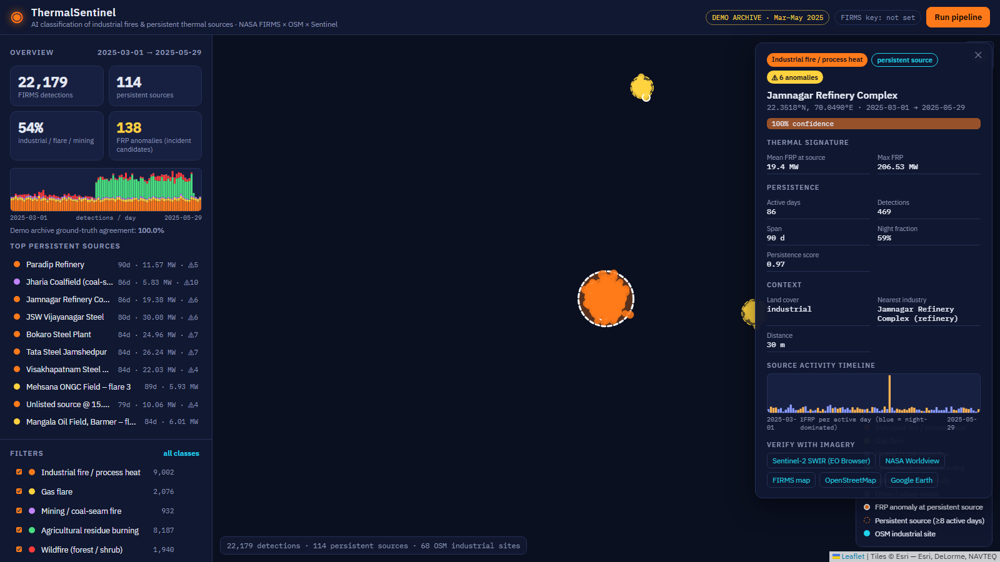 ThermalSentinel
AI classification of industrial fires & persistent thermal sources · NASA FIRMS × OSM × Sentinel
DEMO ARCHIVE · Mar–May 2025
FIRMS key: not set
Run pipeline
OVERVIEW
2025-03-01 → 2025-05-29
22,179
FIRMS detections
114
persistent sources
54%
industrial / flare / mining
138
FRP anomalies (incident
candidates)
2025-03-01
detections / day
2025-05-29
Demo archive ground-truth agreement: 100.0%
TOP PERSISTENT SOURCES
Paradip Refinery 90d · 11.57 MW · ⚠5
Jharia Coalfield (coal-s... 86d · 5.83 MW · ⚠10
Jamnagar Refinery Co... 86d · 19.38 MW · ⚠6
JSW Vijayanagar Steel 80d · 30.08 MW · ⚠6
Bokaro Steel Plant 84d · 24.96 MW · ⚠7
Tata Steel Jamshedpur 84d · 26.24 MW · ⚠7
Visakhapatnam Steel ... 84d · 22.03 MW · ⚠4
Mehsana ONGC Field – flare 3 89d · 5.93 MW
Unlisted source @ 15.... 79d · 10.06 MW · ⚠4
Mangala Oil Field, Barmer – fl... 84d · 6.01 MW
FILTERS
all classes
Industrial fire / process heat 9,002
Gas flare 2,076
Mining / coal-seam fire 932
Agricultural residue burning 8,187
Wildfire (forest / shrub) 1,940
22,179 detections · 114 persistent sources · 68 OSM industrial sites
Industrial fire / process heat
persistent source
⚠ 6 anomalies
Jamnagar Refinery Complex
22.3518°N, 70.0490°E · 2025-03-01 → 2025-05-29
100% confidence
THERMAL SIGNATURE
Mean FRP at source
19.4 MW
Max FRP
206.53 MW
PERSISTENCE
Active days
86
Detections
469
Span
90 d
Night fraction
59%
Persistence score
0.97
CONTEXT
Land cover
industrial
Nearest industry
Jamnagar Refinery
Complex (refinery)
Distance
30 m
SOURCE ACTIVITY TIMELINE
2025-03-
01
ΣFRP per active day (blue = night-
dominated)
2025-05-
29
VERIFY WITH IMAGERY
Sentinel-2 SWIR (EO Browser)
NASA Worldview
FIRMS map
OpenStreetMap
Google Earth
FRP anomaly at persistent source
Persistent source (≥8 active days)
OSM industrial site
Leaflet | Tiles © Esri — Esri, DeLorme, NAVTEQ